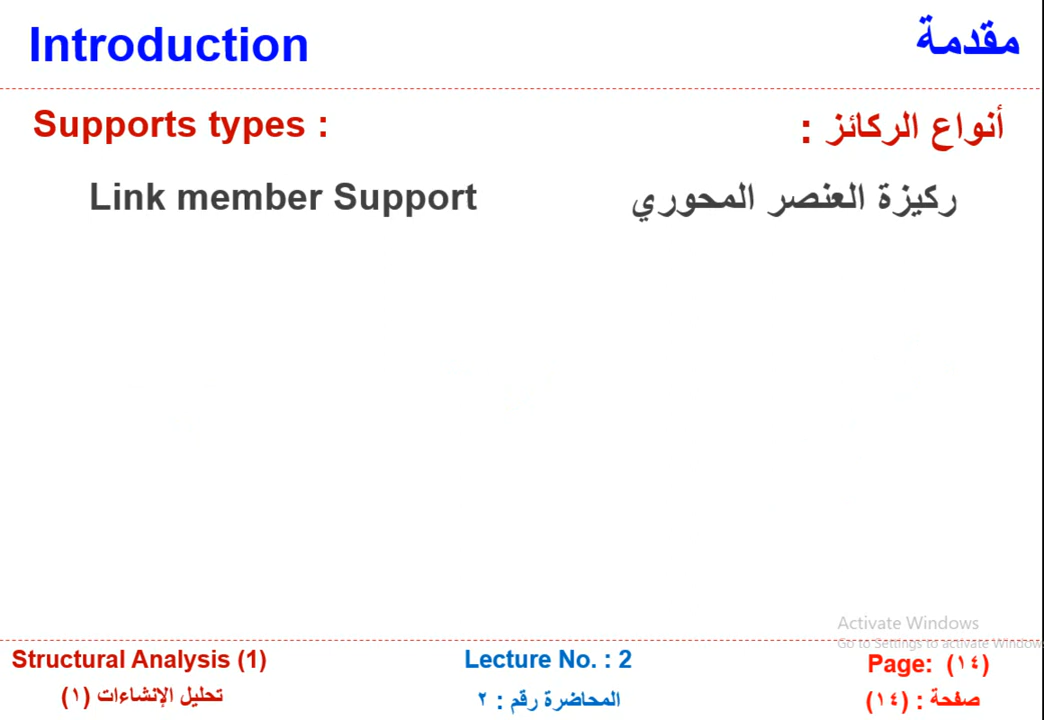 Introduction
مقدمة
Supports types :
أنواع الركائز :
Link member Support
ركيزة العنصر المحوري
Activate Windows
Go to Settings to activate Window
Structural Analysis (1)
Lecture No. : 2
Page: (١٤)
تحليل الإنشاءات (١)
المحاضرة رقم : ٢
صفحة : (١٤)